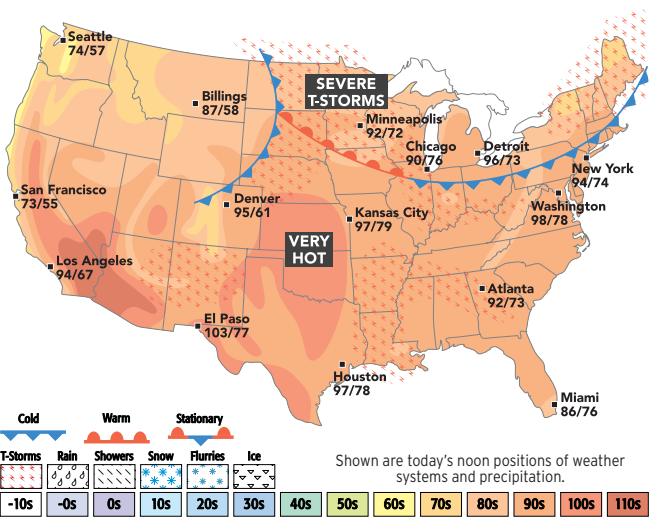 Seattle
74/57
Billings
87/58
SEVERE
T-STORMS
Minneapolis
92/72
Chicago
90/76
Detroit
96/73
New York
94/74
San Francisco
73/55
Denver
95/61
Kansas City
97/79
Washington
98/78
VERY
HOT
Los Angeles
94/67
Atlanta
92/73
El Paso
103/77
Houston
97/78
Miami
86/76
Cold
Warm
Stationary
T-Storms Rain Showers Snow Flurries Ice
Shown are today's noon positions of weather
systems and precipitation.
-10s -0s 0s 10s 20s 30s 40s 50s 60s 70s 80s 90s 100s 110s